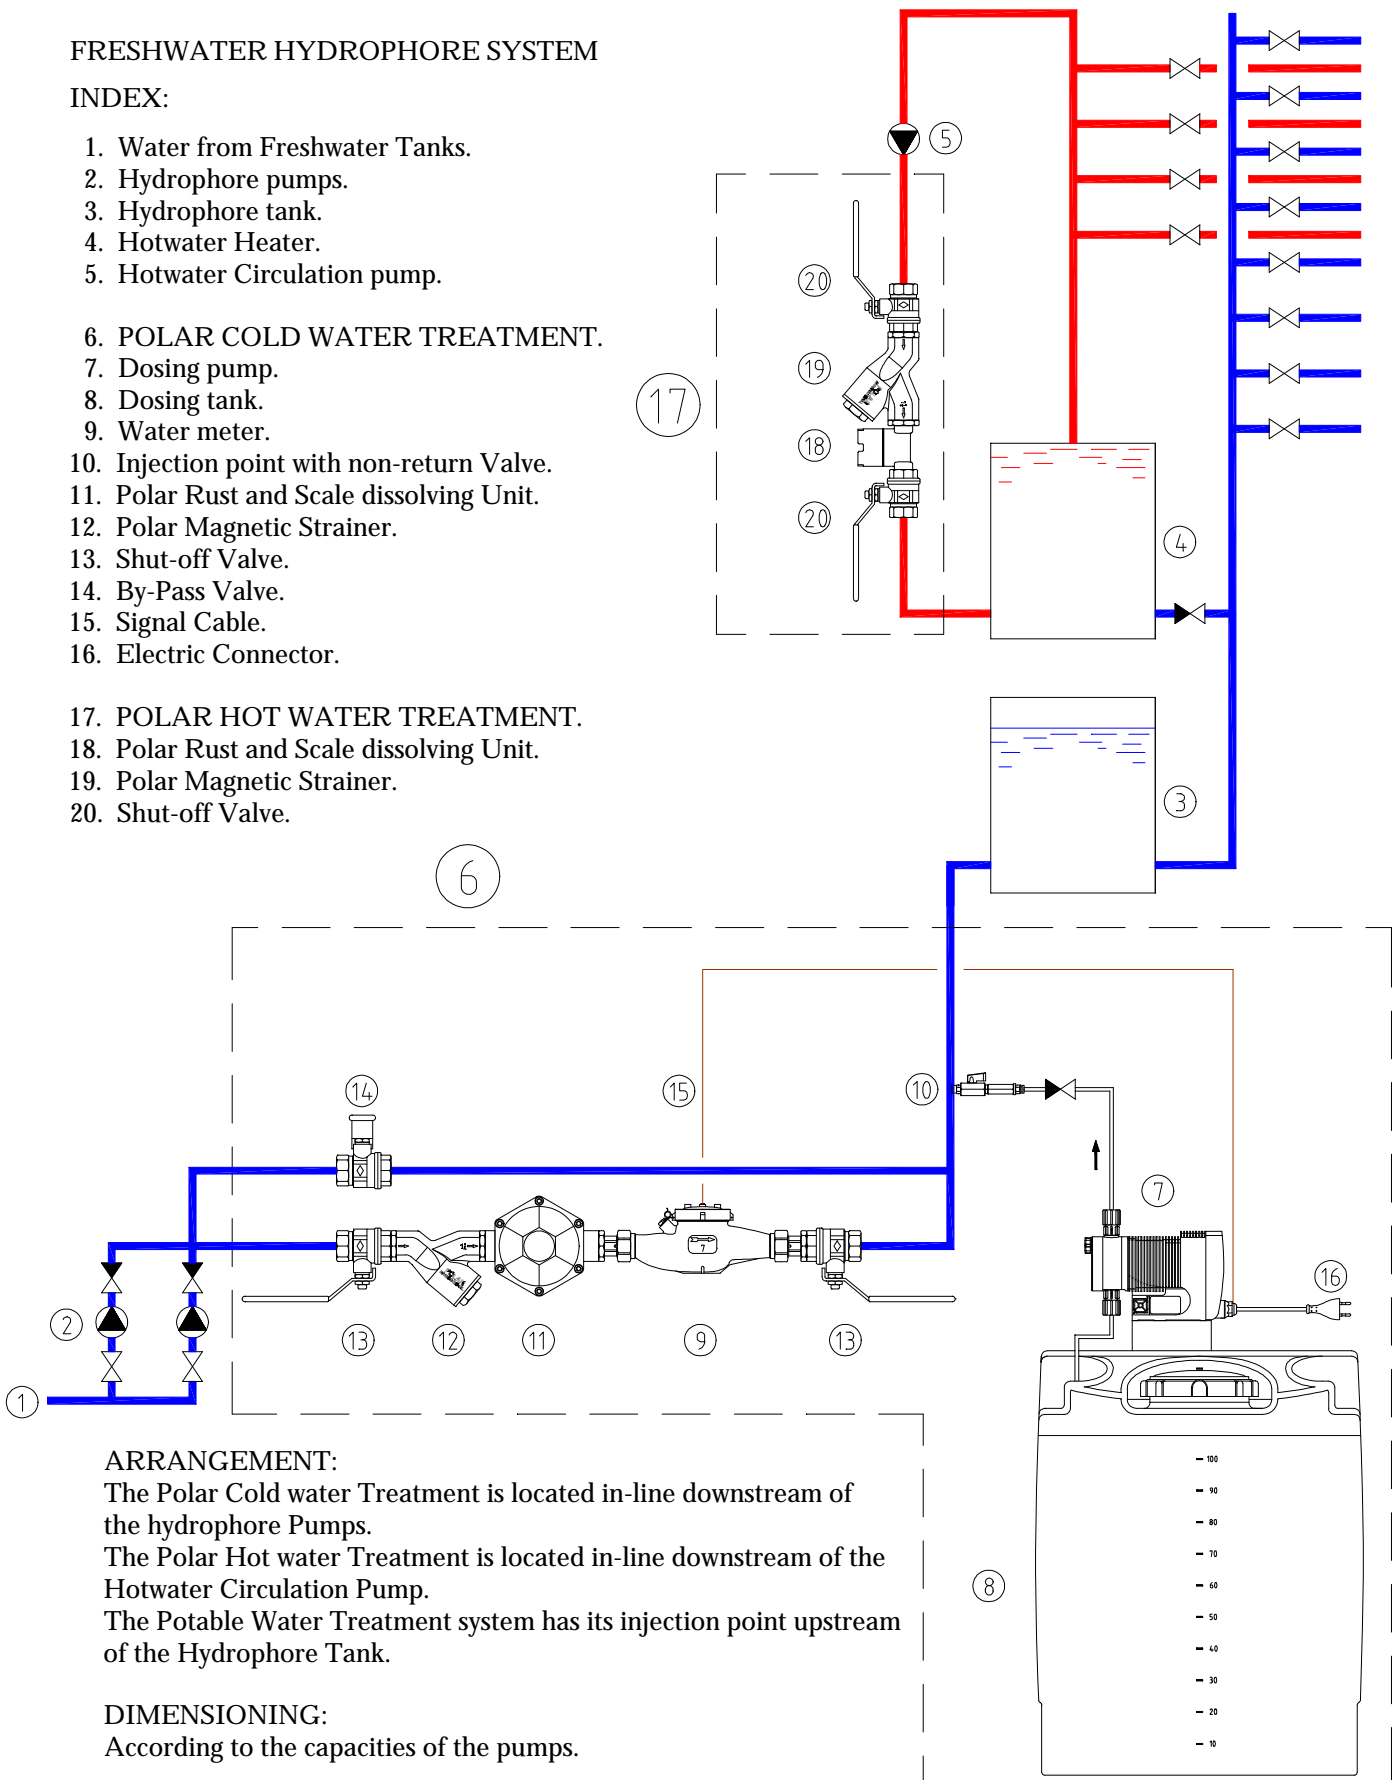 FRESHWATER HYDROPHORE SYSTEM
INDEX:
1. Water from Freshwater Tanks.
2. Hydrophore pumps.
3. Hydrophore tank.
4. Hotwater Heater.
5. Hotwater Circulation pump.
6. POLAR COLD WATER TREATMENT.
7. Dosing pump.
8. Dosing tank.
9. Water meter.
10. Injection point with non-return Valve.
11. Polar Rust and Scale dissolving Unit.
12. Polar Magnetic Strainer.
13. Shut-off Valve.
14. By-Pass Valve.
15. Signal Cable.
16. Electric Connector.
17. POLAR HOT WATER TREATMENT.
18. Polar Rust and Scale dissolving Unit.
19. Polar Magnetic Strainer.
20. Shut-off Valve.
5
20
19
17
18
20
4
3
6
14
15
10
7
16
2
13
12
11
9
13
1
7
8
100
90
80
70
60
50
40
30
20
10
ARRANGEMENT:
The Polar Cold water Treatment is located in-line downstream of
the hydrophore Pumps.
The Polar Hot water Treatment is located in-line downstream of the
Hotwater Circulation Pump.
The Potable Water Treatment system has its injection point upstream
of the Hydrophore Tank.
DIMENSIONING:
According to the capacities of the pumps.